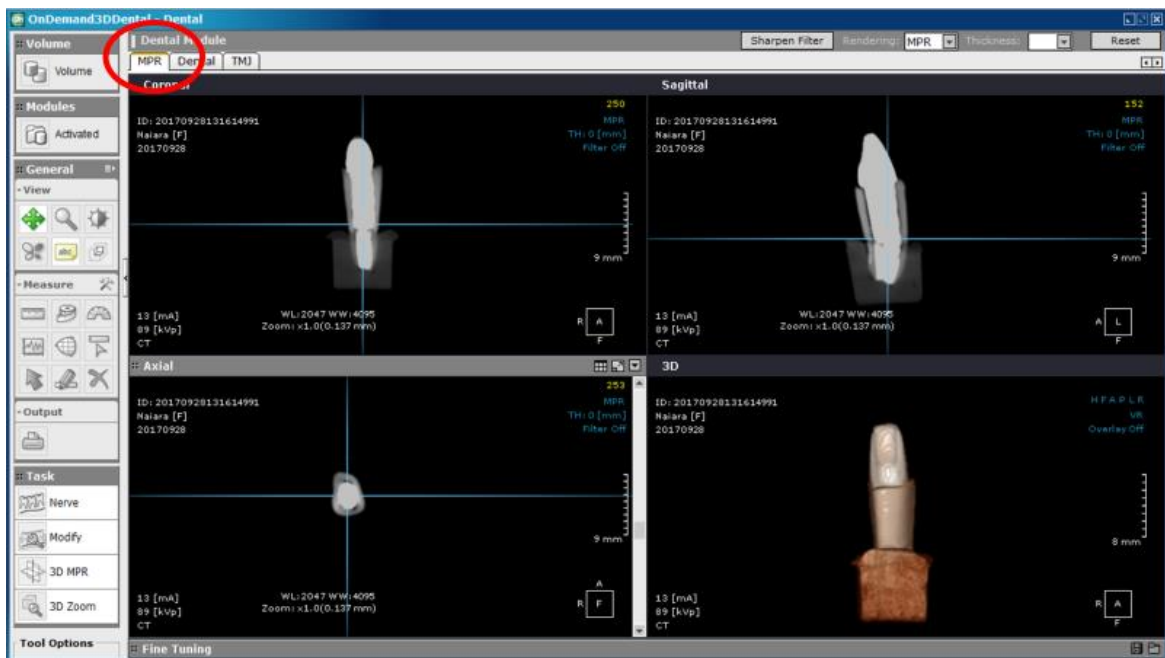 OnDemand3DDental - Dental
Volume
Volume
Modules
Activated
General
View
abc
Measure
Output
Task
Nerve
Modify
3D MPR
3D Zoom
Tool Options
Dental Module
Sharpen Filter
Rendering: MPR
Thickness:
Reset
MPR Dental TMJ
Coronal
250
ID: 20170928131614991
MPR
Naiara [F]
TH: 0 [mm]
20170928
Filter Off
9 mm
13 [mA]
WL: 2047 WW: 4095
89 [kVp]
Zoom: x1.0(0.137 mm)
CT
R A
F
Sagittal
152
ID: 20170928131614991
MPR
Naiara [F]
TH: 0 [mm]
20170928
Filter Off
9 mm
13 [mA]
WL: 2047 WW: 4095
89 [kVp]
Zoom: x1.0(0.137 mm)
CT
A L
F
Axial
253
ID: 20170928131614991
MPR
Naiara [F]
TH: 0 [mm]
20170928
Filter Off
9 mm
13 [mA]
WL: 2047 WW: 4095
89 [kVp]
Zoom: x1.0(0.137 mm)
CT
A
R F
3D
ID: 20170928131614991
H F A P L R
Naiara [F]
VR
20170928
Overlay Off
8 mm
13 [mA]
89 [kVp]
CT
R A
F
Fine Tuning